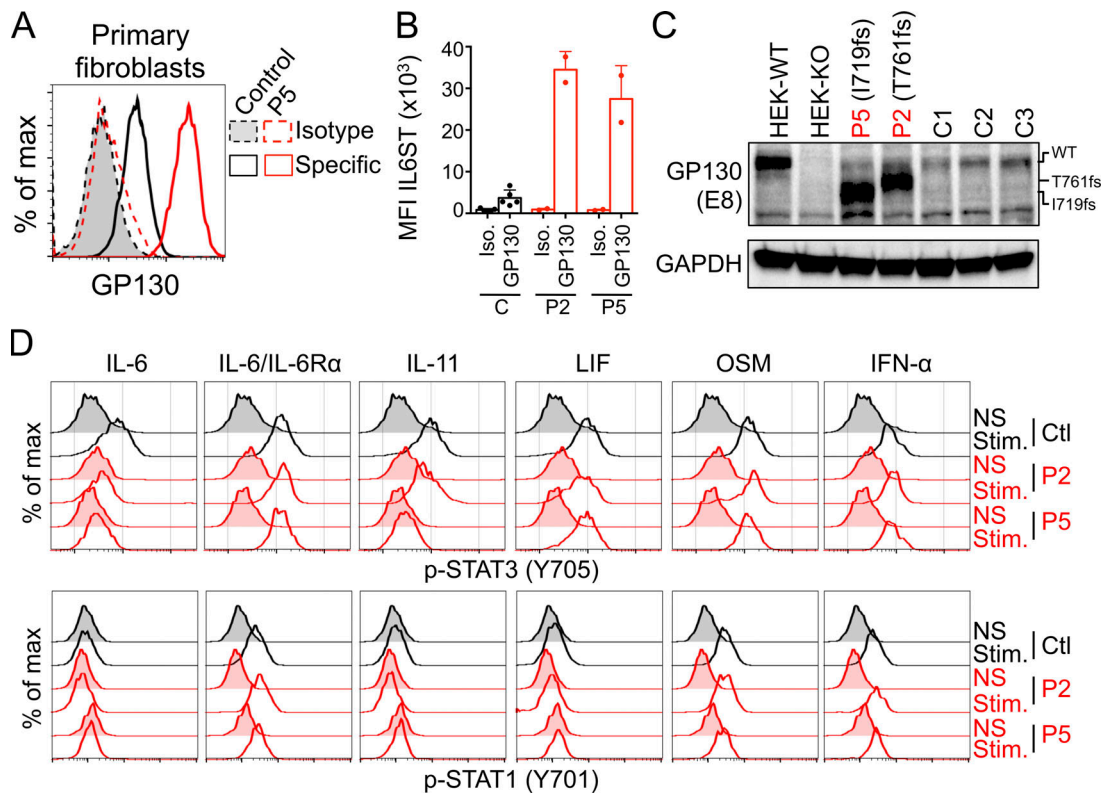 A
Primary
fibroblasts
% of max
GP130
Control
P5
Isotype
Specific
B
MFI IL6ST (x10³)
40
30
20
10
0
Iso.
GP130
Iso.
GP130
Iso.
GP130
C
P2
P5
C
HEK-WT
HEK-KO
P5 (I719fs)
P2 (T761fs)
C1
C2
C3
GP130
(E8)
WT
T761fs
I719fs
GAPDH
D
IL-6
IL-6/IL-6Rα
IL-11
LIF
OSM
IFN-α
% of max
NS
Stim.
Ctl
NS
Stim.
P2
NS
Stim.
P5
p-STAT3 (Y705)
% of max
NS
Stim.
Ctl
NS
Stim.
P2
NS
Stim.
P5
p-STAT1 (Y701)